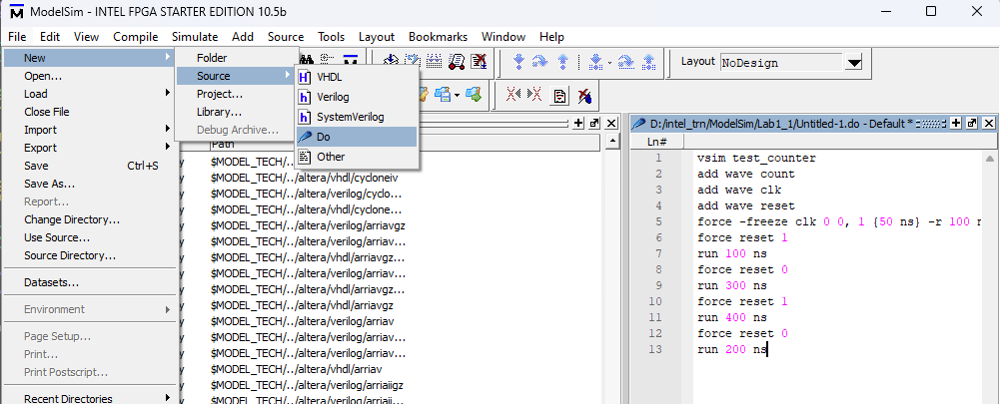 ModelSim - INTEL FPGA STARTER EDITION 10.5b
File Edit View Compile Simulate Add Source Tools Layout Bookmarks Window Help
New
Open...
Load
Close File
Import
Export
Save Ctrl+S
Save As...
Report...
Change Directory...
Use Source...
Source Directory...
Datasets...
Environment
Page Setup...
Print...
Print Postscript...
Recent Directories
Folder
Source
Project...
Library...
Debug Archive...
VHDL
Verilog
SystemVerilog
Do
Other
Layout NoDesign
Path
$MODEL_TECH/../altera/vhdl/cycloneiv
$MODEL_TECH/../altera/verilog/cyclo...
$MODEL_TECH/../altera/vhdl/cyclone...
$MODEL_TECH/../altera/verilog/arriavgz
$MODEL_TECH/../altera/vhdl/arriavgz
$MODEL_TECH/../altera/vhdl/arriavgz...
$MODEL_TECH/../altera/verilog/arriav...
$MODEL_TECH/../altera/vhdl/arriavgz...
$MODEL_TECH/../altera/vhdl/arriavgz
$MODEL_TECH/../altera/verilog/arriav
$MODEL_TECH/../altera/verilog/arriav...
$MODEL_TECH/../altera/verilog/arriav...
$MODEL_TECH/../altera/vhdl/arriav
$MODEL_TECH/../altera/verilog/arriaiigz
$MODEL_TECH/../altera/verilog/arriaii...
D:/intel_trn/ModelSim/Lab1_1/Untitled-1.do - Default *
Ln#
1 vsim test_counter
2 add wave count
3 add wave clk
4 add wave reset
5 force -freeze clk 0 0, 1 {50 ns} -r 100 n
6 force reset 1
7 run 100 ns
8 force reset 0
9 run 300 ns
10 force reset 1
11 run 400 ns
12 force reset 0
13 run 200 ns